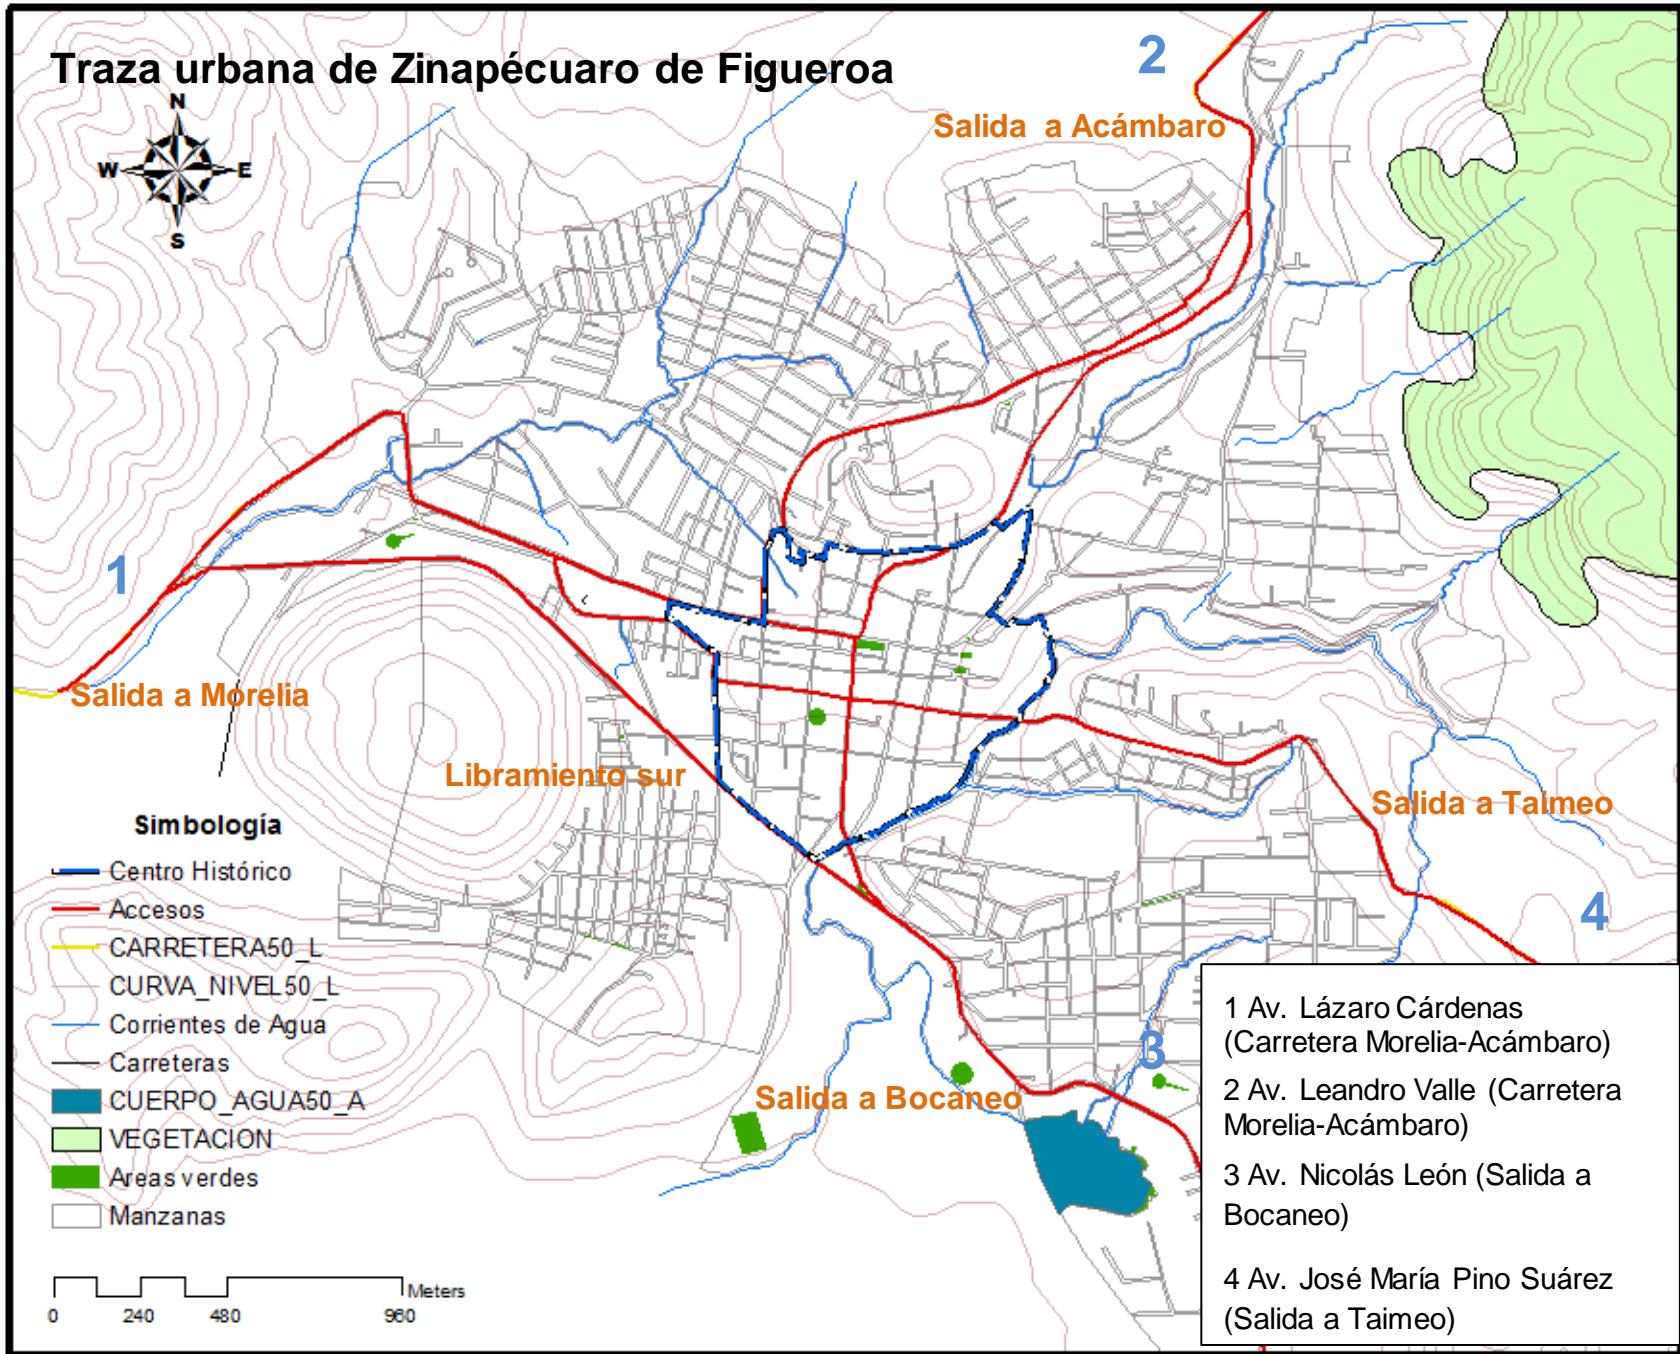 Traza urbana de Zinapécuaro de Figueroa
2
N
W E
S
Salida a Acámbaro
1
Salida a Morelia
Libramiento sur
Salida a Taimeo
4
3
Salida a Bocaneo
Simbología
Centro Histórico
Accesos
CARRETERA50_L
CURVA_NIVEL50_L
Corrientes de Agua
Carreteras
CUERPO_AGUA50_A
VEGETACION
Areas verdes
Manzanas
Meters
0 240 480 960
1 Av. Lázaro Cárdenas
(Carretera Morelia-Acámbaro)
2 Av. Leandro Valle (Carretera
Morelia-Acámbaro)
3 Av. Nicolás León (Salida a
Bocaneo)
4 Av. José María Pino Suárez
(Salida a Taimeo)